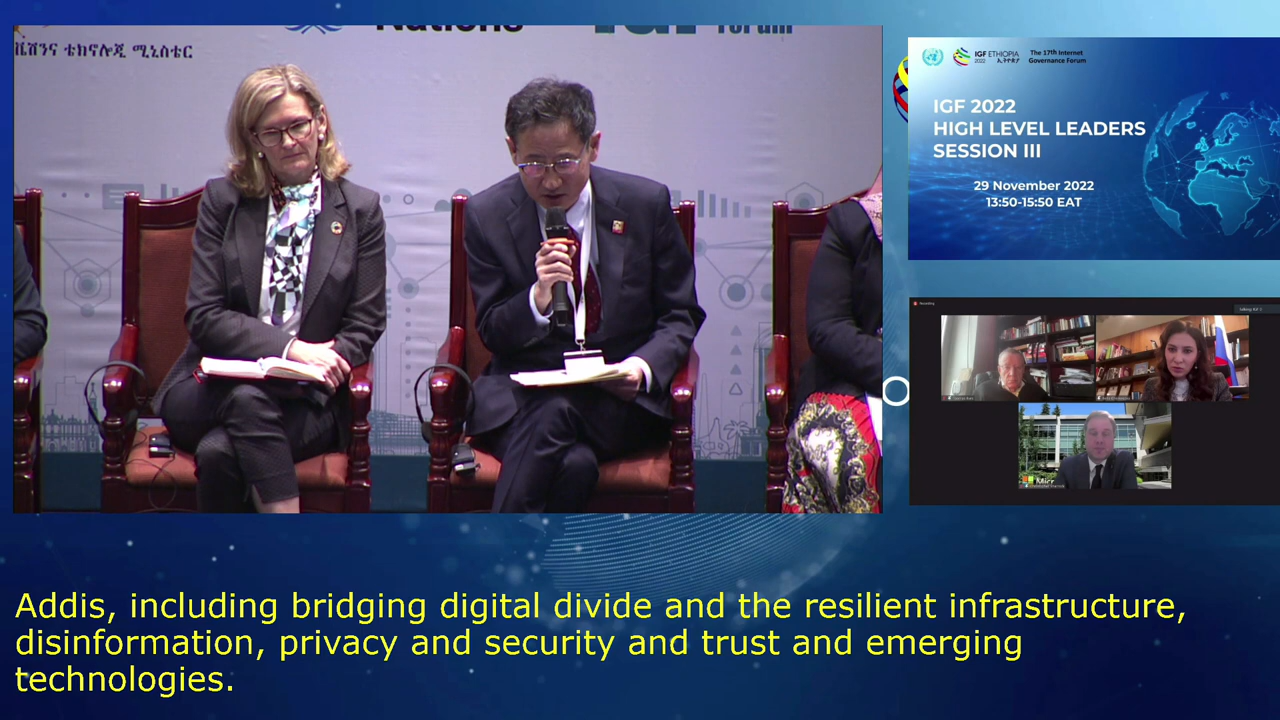 Nations
Forum
ቴክኖሎጂ ሚኒስቴር
IGF ETHIOPIA
2022 ኢትዮጵያ
The 17th Internet
Governance Forum
IGF 2022
HIGH LEVEL LEADERS
SESSION III
29 November 2022
13:50-15:50 EAT
Recording
Addis, including bridging digital divide and the resilient infrastructure,
disinformation, privacy and security and trust and emerging
technologies.